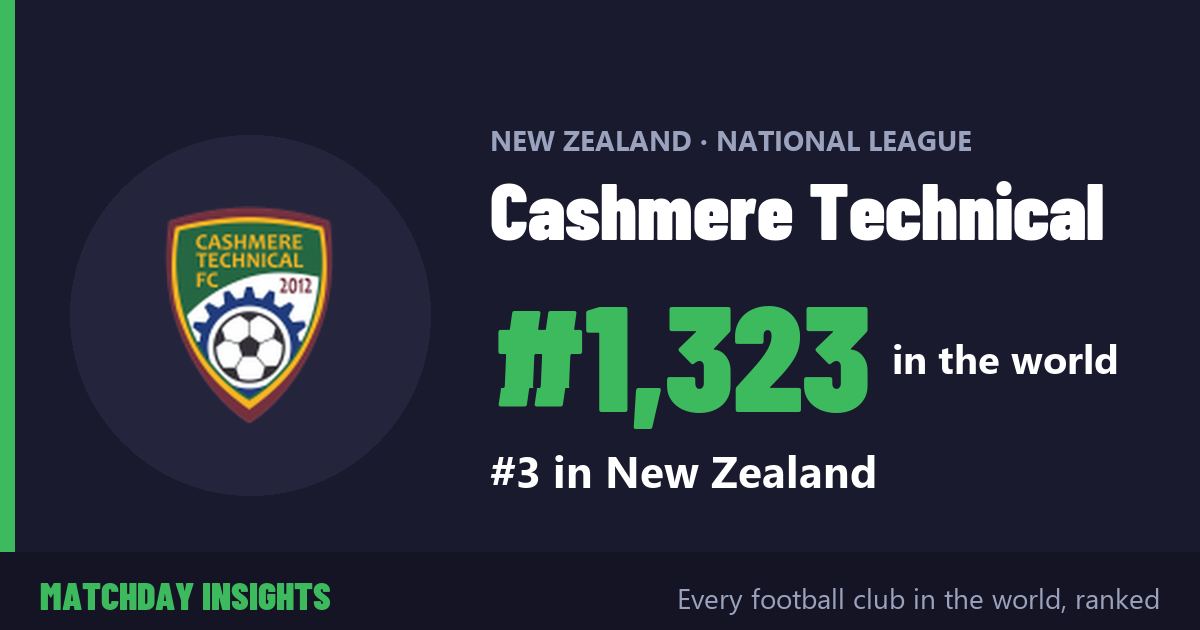 NEW ZEALAND · NATIONAL LEAGUE
Cashmere Technical
CASHMERE
TECHNICAL
FC
2012
#1,323 in the world
#3 in New Zealand
MATCHDAY INSIGHTS
Every football club in the world, ranked